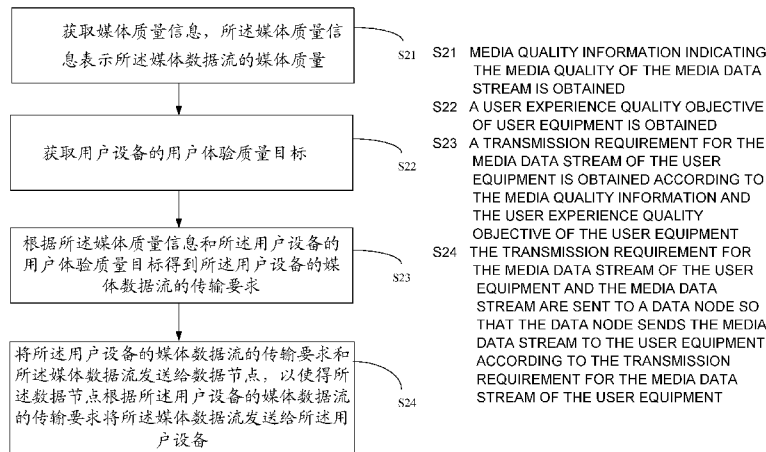 获取媒体质量信息，所述媒体质量信
息表示所述媒体数据流的媒体质量
S21
获取用户设备的用户体验质量目标
S22
根据所述媒体质量信息和所述用户设备的
用户体验质量目标得到所述用户设备的媒
体数据流的传输要求
S23
将所述用户设备的媒体数据流的传输要求和
所述媒体数据流发送给数据节点，以使得所
述数据节点根据所述用户设备的媒体数据流
的传输要求将所述媒体数据流发送给所述用
户设备
S24
S21 MEDIA QUALITY INFORMATION INDICATING
THE MEDIA QUALITY OF THE MEDIA DATA
STREAM IS OBTAINED
S22 A USER EXPERIENCE QUALITY OBJECTIVE
OF USER EQUIPMENT IS OBTAINED
S23 A TRANSMISSION REQUIREMENT FOR THE
MEDIA DATA STREAM OF THE USER
EQUIPMENT IS OBTAINED ACCORDING TO
THE MEDIA QUALITY INFORMATION AND
THE USER EXPERIENCE QUALITY
OBJECTIVE OF THE USER EQUIPMENT
S24 THE TRANSMISSION REQUIREMENT FOR
THE MEDIA DATA STREAM OF THE USER
EQUIPMENT AND THE MEDIA DATA
STREAM ARE SENT TO A DATA NODE SO
THAT THE DATA NODE SENDS THE MEDIA
DATA STREAM TO THE USER EQUIPMENT
ACCORDING TO THE TRANSMISSION
REQUIREMENT FOR THE MEDIA DATA
STREAM OF THE USER EQUIPMENT